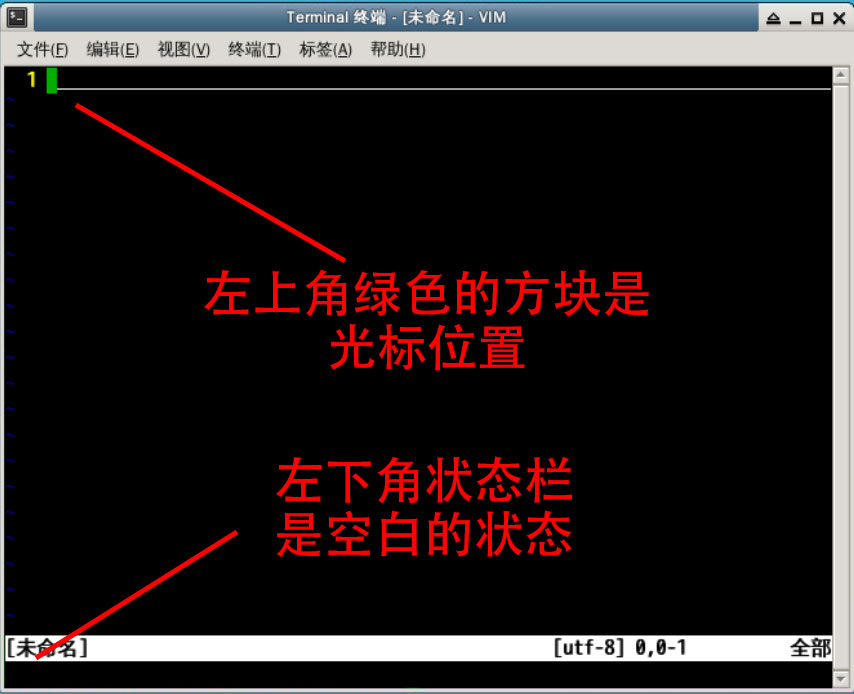 Terminal 终端 - [未命名] - VIM
文件(F) 编辑(E) 视图(V) 终端(T) 标签(A) 帮助(H)
1
左上角绿色的方块是
光标位置
左下角状态栏
是空白的状态
[未命名] [utf-8] 0,0-1 全部